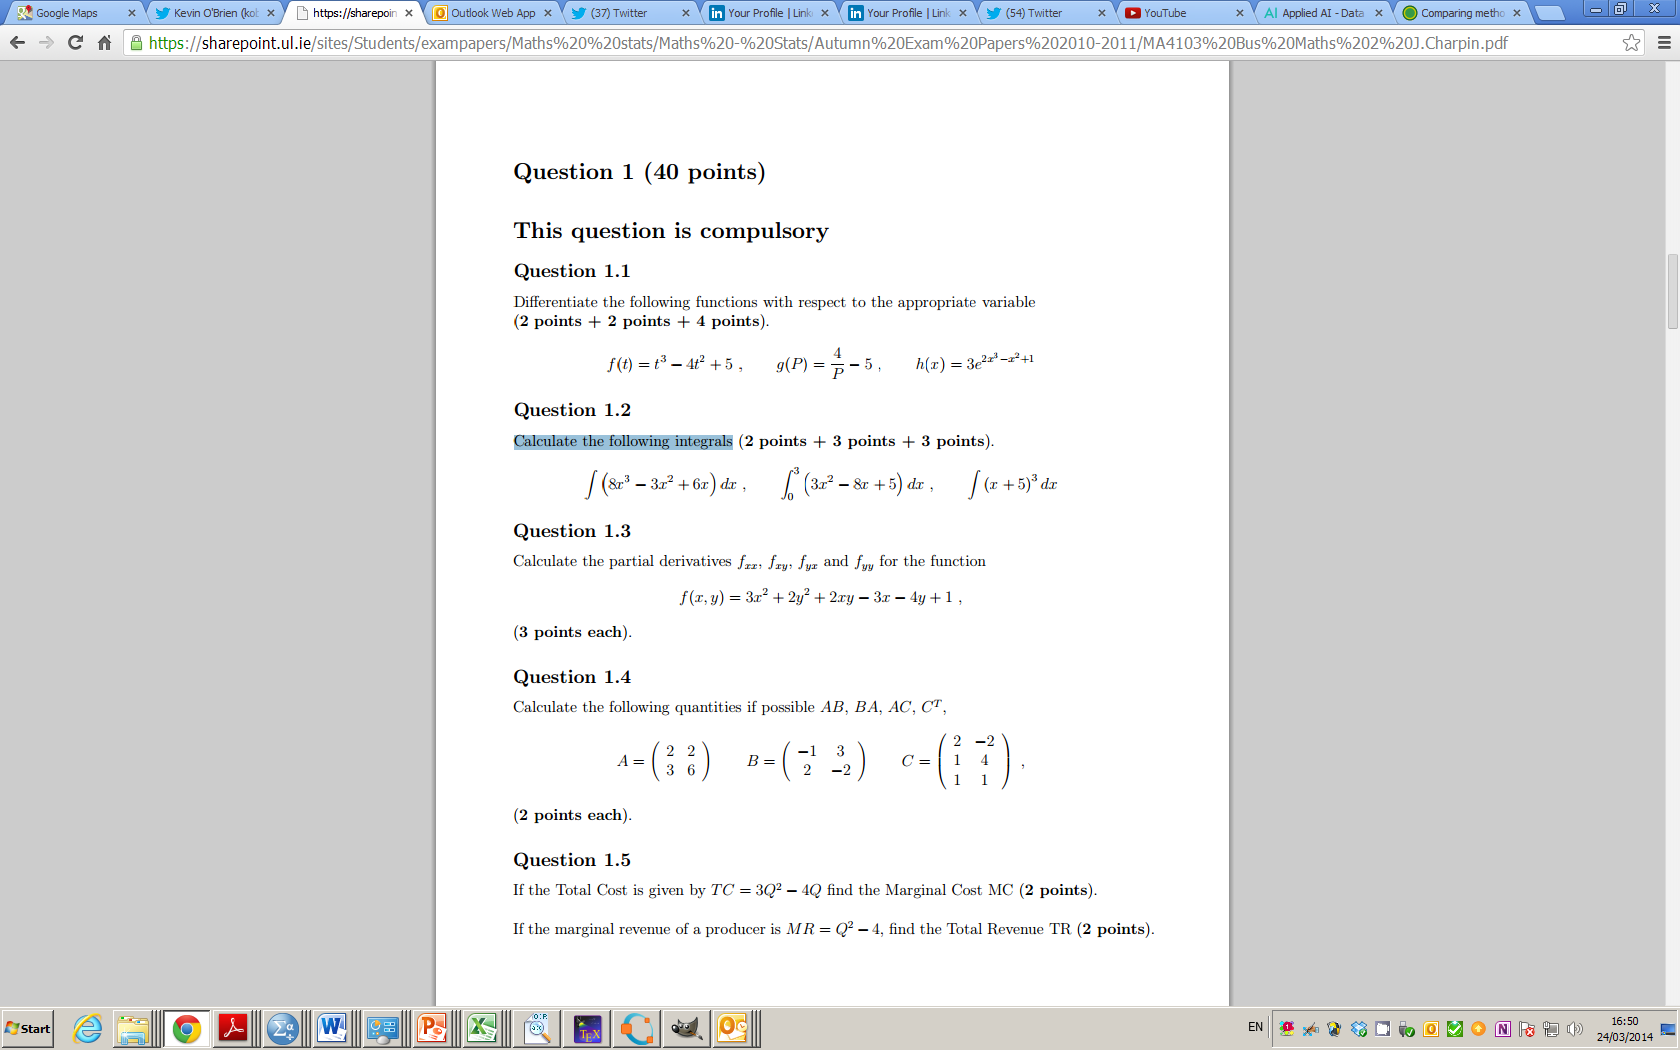 Google Maps
Kevin O'Brien (kob
https://sharepoin
Outlook Web App
(37) Twitter
Your Profile | Link
Your Profile | Link
(54) Twitter
YouTube
Applied AI - Data
Comparing metho
https://sharepoint.ul.ie/sites/Students/exampapers/Maths%20%20stats/Maths%20-%20Stats/Autumn%20Exam%20Papers%202010-2011/MA4103%20Bus%20Maths%202%20J.Charpin.pdf
Question 1 (40 points)
This question is compulsory
Question 1.1
Differentiate the following functions with respect to the appropriate variable
(2 points + 2 points + 4 points).
f(t) = t³ − 4t² + 5 , g(P) = 4/P − 5 , h(x) = 3e^{2x³−x²+1}
Question 1.2
Calculate the following integrals (2 points + 3 points + 3 points).
∫ (8x³ − 3x² + 6x) dx , ∫₀³ (3x² − 8x + 5) dx , ∫ (x + 5)³ dx
Question 1.3
Calculate the partial derivatives f_xx, f_xy, f_yx and f_yy for the function
f(x, y) = 3x² + 2y² + 2xy − 3x − 4y + 1 ,
(3 points each).
Question 1.4
Calculate the following quantities if possible AB, BA, AC, Cᵀ,
A = ( 2 2 ; 3 6 ) B = ( −1 3 ; 2 −2 ) C = ( 2 −2 ; 1 4 ; 1 1 ) ,
(2 points each).
Question 1.5
If the Total Cost is given by TC = 3Q² − 4Q find the Marginal Cost MC (2 points).
If the marginal revenue of a producer is MR = Q² − 4, find the Total Revenue TR (2 points).
Start
EN
16:50
24/03/2014